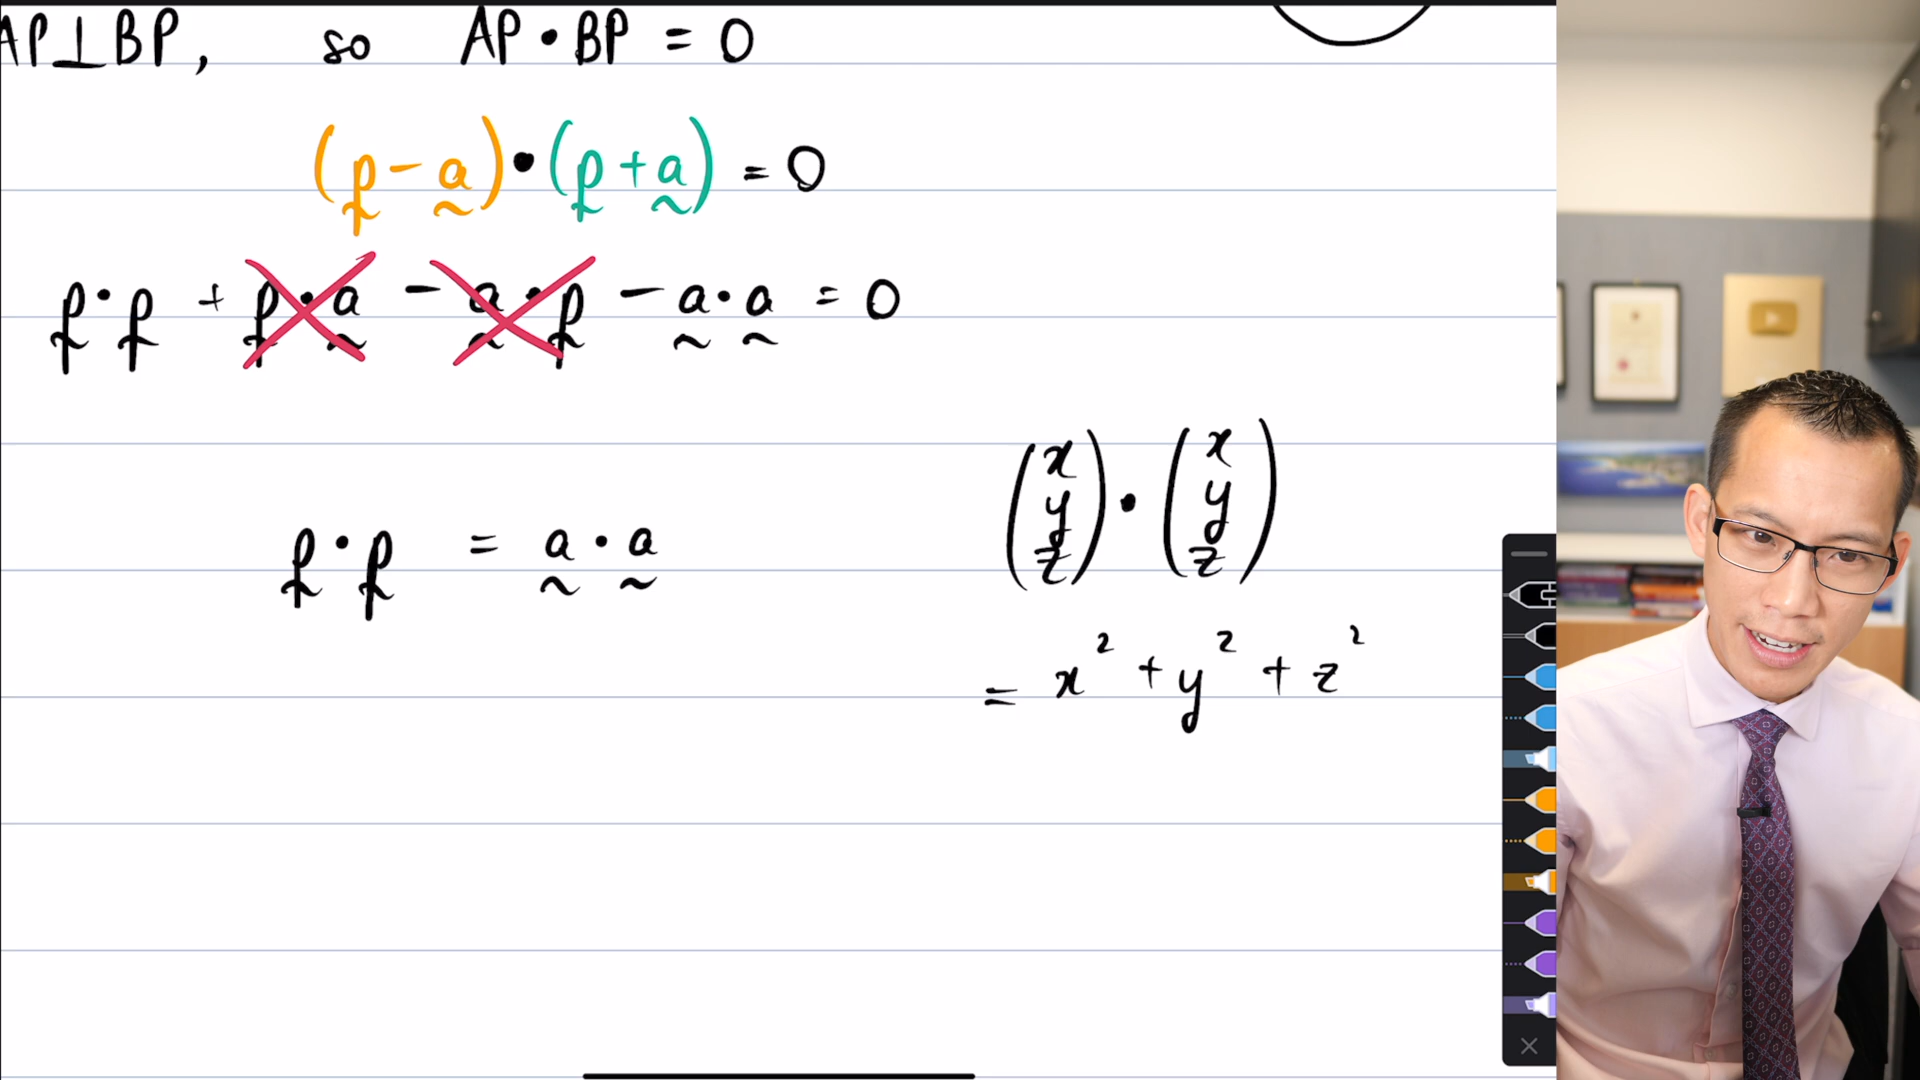 AP⊥BP, so AP•BP = 0
(p - a)•(p + a) = 0
p•p + p•a - a•p - a•a = 0
p•p = a•a
(x y z)•(x y z)
= x² + y² + z²